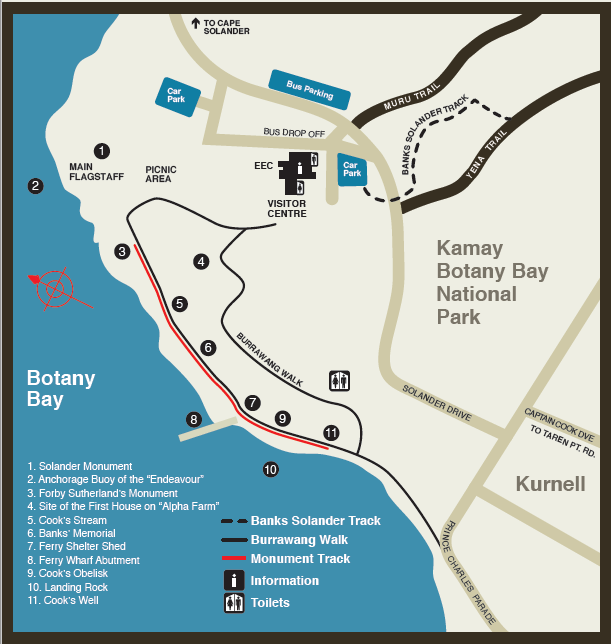 TO CAPE
SOLANDER
Car
Park
Bus Parking
MURU TRAIL
BANKS SOLANDER TRACK
YENA TRAIL
BUS DROP OFF
1
MAIN
FLAGSTAFF
PICNIC
AREA
EEC
i
Car
Park
VISITOR
CENTRE
2
3
4
5
6
7
8
9
10
11
Kamay
Botany Bay
National
Park
BURRAWANG WALK
Botany
Bay
SOLANDER DRIVE
CAPTAIN COOK DVE
TO TAREN PT. RD.
Kurnell
PRINCE CHARLES PARADE
1. Solander Monument
2. Anchorage Buoy of the “Endeavour”
3. Forby Sutherland's Monument
4. Site of the First House on “Alpha Farm”
5. Cook's Stream
6. Banks' Memorial
7. Ferry Shelter Shed
8. Ferry Wharf Abutment
9. Cook's Obelisk
10. Landing Rock
11. Cook's Well
Banks Solander Track
Burrawang Walk
Monument Track
i Information
Toilets